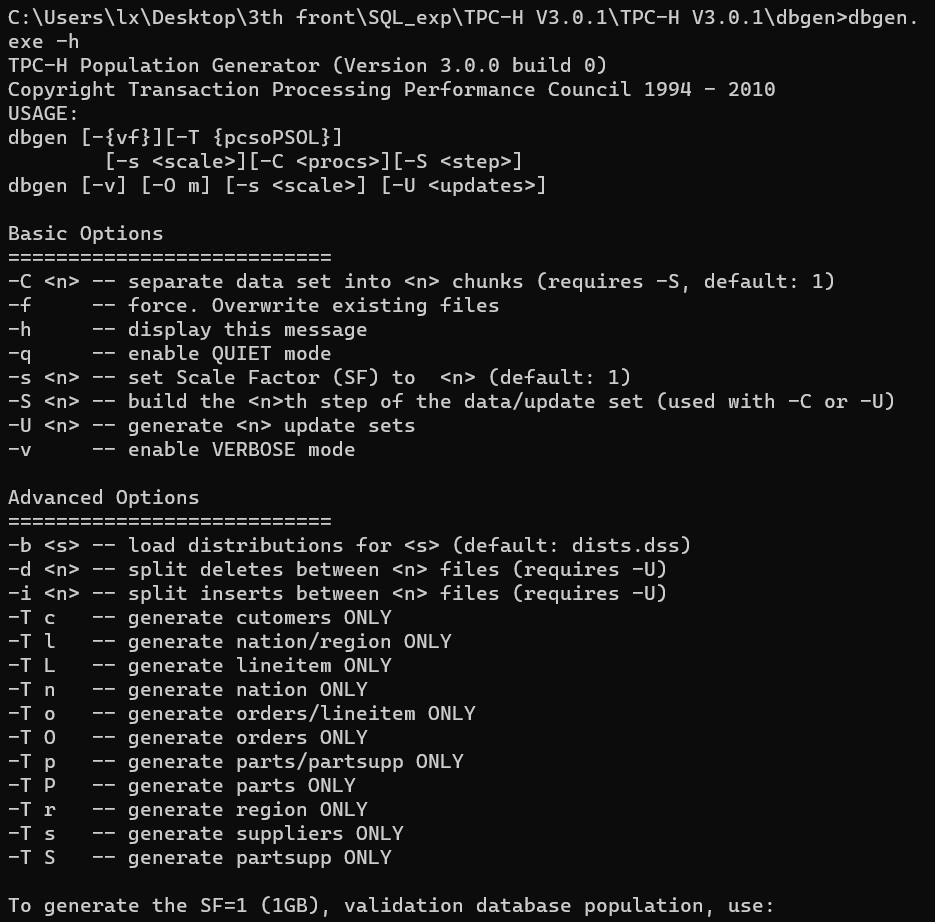 C:\Users\lx\Desktop\3th front\SQL_exp\TPC-H V3.0.1\TPC-H V3.0.1\dbgen>dbgen.
exe -h
TPC-H Population Generator (Version 3.0.0 build 0)
Copyright Transaction Processing Performance Council 1994 - 2010
USAGE:
dbgen [-{vf}][-T {pcsoPSOL}]
        [-s <scale>][-C <procs>][-S <step>]
dbgen [-v] [-O m] [-s <scale>] [-U <updates>]

Basic Options
===========================
-C <n> -- separate data set into <n> chunks (requires -S, default: 1)
-f     -- force. Overwrite existing files
-h     -- display this message
-q     -- enable QUIET mode
-s <n> -- set Scale Factor (SF) to  <n> (default: 1)
-S <n> -- build the <n>th step of the data/update set (used with -C or -U)
-U <n> -- generate <n> update sets
-v     -- enable VERBOSE mode

Advanced Options
===========================
-b <s> -- load distributions for <s> (default: dists.dss)
-d <n> -- split deletes between <n> files (requires -U)
-i <n> -- split inserts between <n> files (requires -U)
-T c   -- generate cutomers ONLY
-T l   -- generate nation/region ONLY
-T L   -- generate lineitem ONLY
-T n   -- generate nation ONLY
-T o   -- generate orders/lineitem ONLY
-T O   -- generate orders ONLY
-T p   -- generate parts/partsupp ONLY
-T P   -- generate parts ONLY
-T r   -- generate region ONLY
-T s   -- generate suppliers ONLY
-T S   -- generate partsupp ONLY

To generate the SF=1 (1GB), validation database population, use: